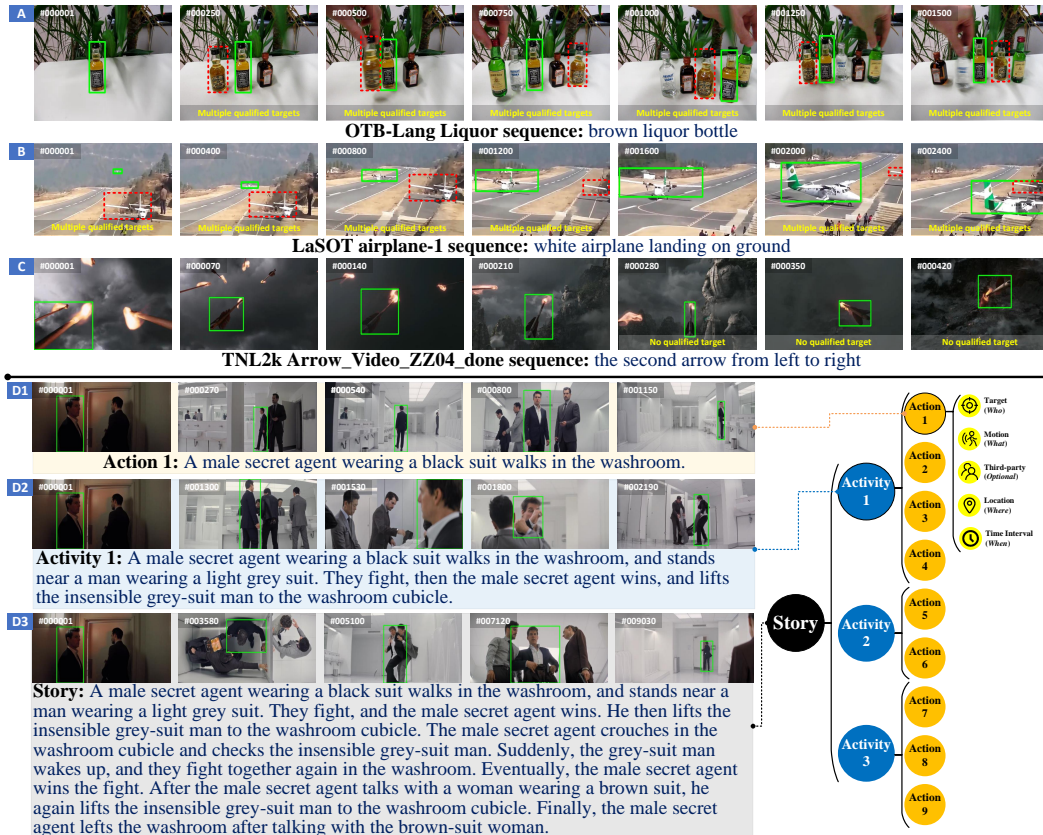 A
#000001
#000250
#000500
#000750
#001000
#001250
#001500
Multiple qualified targets
Multiple qualified targets
Multiple qualified targets
Multiple qualified targets
Multiple qualified targets
Multiple qualified targets
OTB-Lang Liquor sequence: brown liquor bottle
B
#000001
#000400
#000800
#001200
#001600
#002000
#002400
Multiple qualified targets
Multiple qualified targets
Multiple qualified targets
Multiple qualified targets
Multiple qualified targets
Multiple qualified targets
LaSOT airplane-1 sequence: white airplane landing on ground
C
#000001
#000070
#000140
#000210
#000280
#000350
#000420
No qualified target
No qualified target
No qualified target
TNL2k Arrow_Video_ZZ04_done sequence: the second arrow from left to right
D1
#000001
#000270
#000540
#000800
#001150
Action 1: A male secret agent wearing a black suit walks in the washroom.
D2
#000001
#001300
#001530
#001800
#002190
Activity 1: A male secret agent wearing a black suit walks in the washroom, and stands
near a man wearing a light grey suit. They fight, then the male secret agent wins, and lifts
the insensible grey-suit man to the washroom cubicle.
D3
#000001
#003580
#005100
#007120
#009030
Story: A male secret agent wearing a black suit walks in the washroom, and stands near a
man wearing a light grey suit. They fight, and the male secret agent wins. He then lifts the
insensible grey-suit man to the washroom cubicle. The male secret agent crouches in the
washroom cubicle and checks the insensible grey-suit man. Suddenly, the grey-suit man
wakes up, and they fight together again in the washroom. Eventually, the male secret agent
wins the fight. After the male secret agent talks with a woman wearing a brown suit, he
again lifts the insensible grey-suit man to the washroom cubicle. Finally, the male secret
agent lefts the washroom after talking with the brown-suit woman.
Story
Activity
1
Activity
2
Activity
3
Action
1
Action
2
Action
3
Action
4
Action
5
Action
6
Action
7
Action
8
Action
9
Target
(Who)
Motion
(What)
Third-party
(Optional)
Location
(Where)
Time Interval
(When)